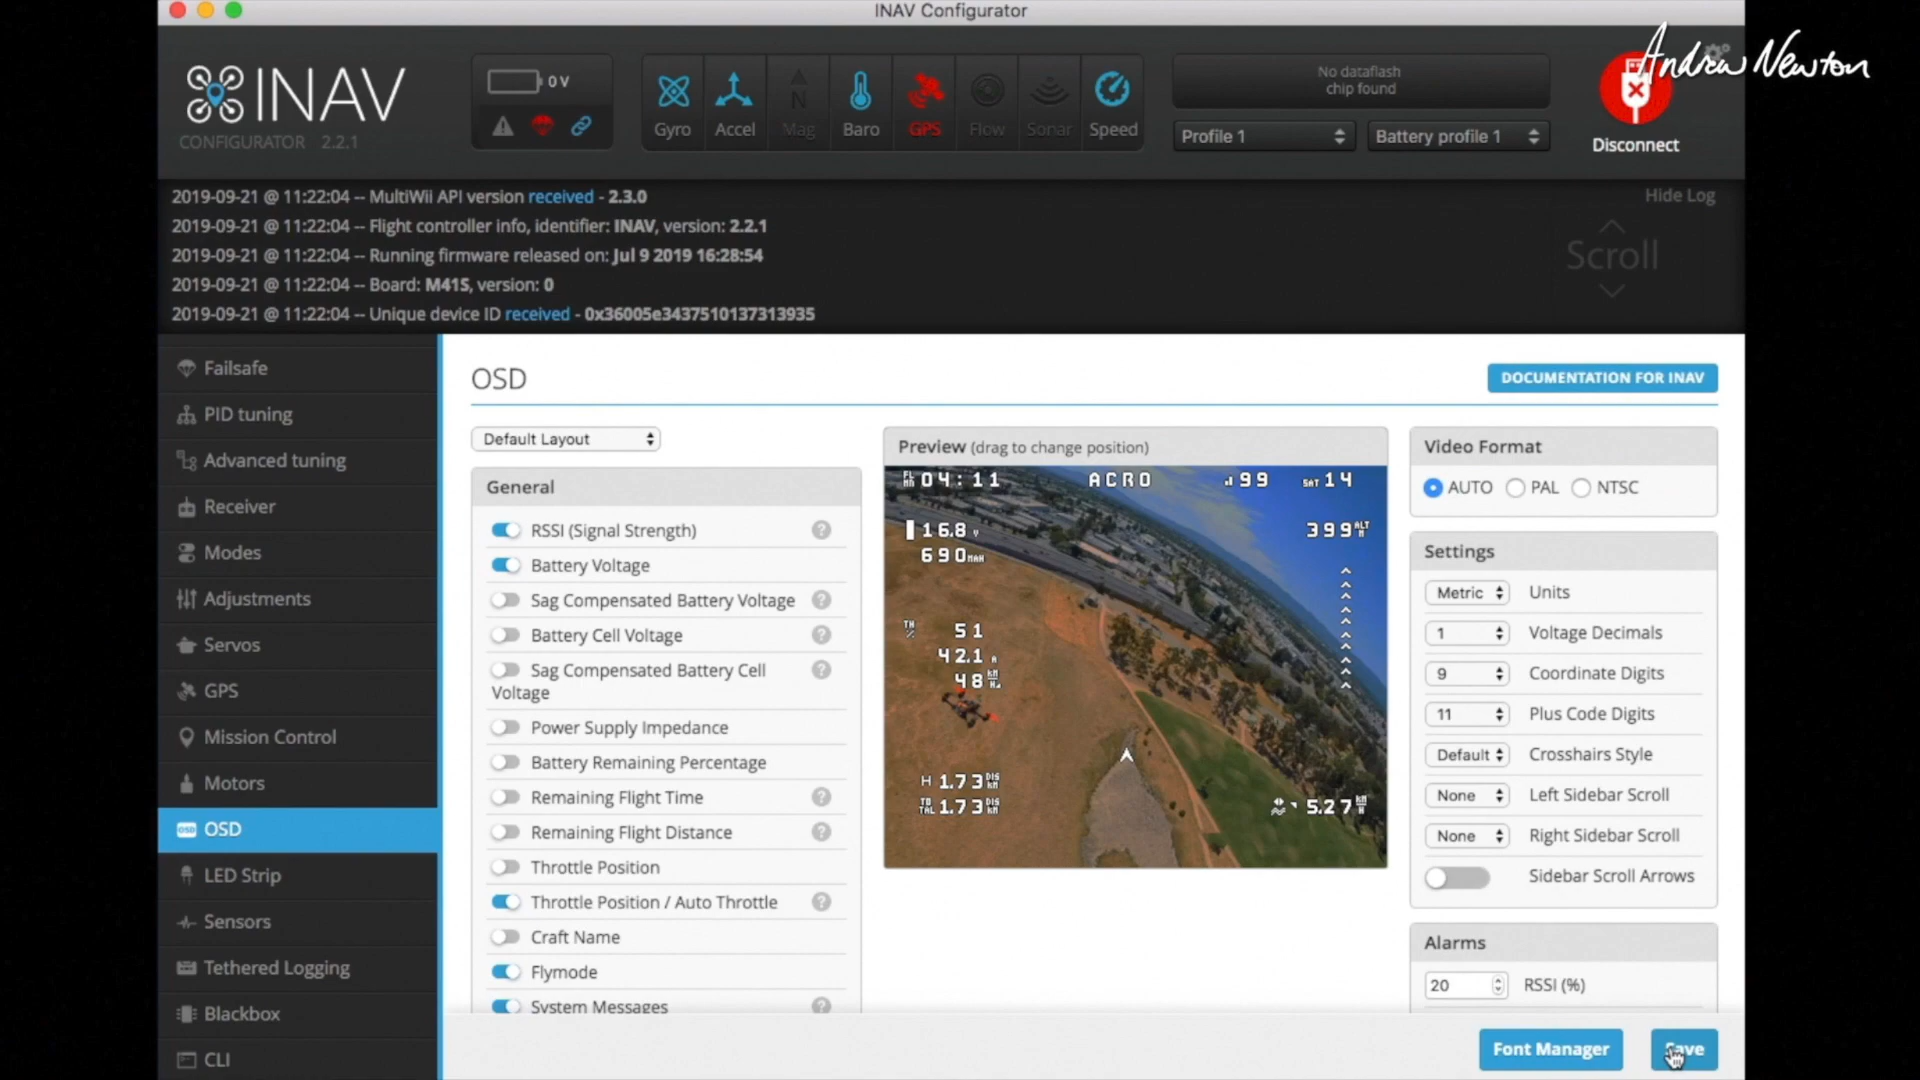 INAV Configurator
Andrew Newton
INAV
CONFIGURATOR 2.2.1
0 V
Gyro
Accel
Mag
Baro
GPS
Flow
Sonar
Speed
No dataflash
chip found
Profile 1
Battery profile 1
Disconnect
2019-09-21 @ 11:22:04 -- MultiWii API version received - 2.3.0
2019-09-21 @ 11:22:04 -- Flight controller info, identifier: INAV, version: 2.2.1
2019-09-21 @ 11:22:04 -- Running firmware released on: Jul 9 2019 16:28:54
2019-09-21 @ 11:22:04 -- Board: M41S, version: 0
2019-09-21 @ 11:22:04 -- Unique device ID received - 0x36005e3437510137313935
Hide Log
Scroll
Failsafe
PID tuning
Advanced tuning
Receiver
Modes
Adjustments
Servos
GPS
Mission Control
Motors
OSD
LED Strip
Sensors
Tethered Logging
Blackbox
CLI
OSD
DOCUMENTATION FOR INAV
Default Layout
General
RSSI (Signal Strength)
Battery Voltage
Sag Compensated Battery Voltage
Battery Cell Voltage
Sag Compensated Battery Cell
Voltage
Power Supply Impedance
Battery Remaining Percentage
Remaining Flight Time
Remaining Flight Distance
Throttle Position
Throttle Position / Auto Throttle
Craft Name
Flymode
System Messages
Preview (drag to change position)
04:11
ACRO
99
SAT 14
16.8 V
399 ALT M
690 MAH
51
42.1 A
48
H 1.73 DIS KM
TO TAL 1.73 DIS KM
5.27
Video Format
AUTO
PAL
NTSC
Settings
Metric Units
1 Voltage Decimals
9 Coordinate Digits
11 Plus Code Digits
Default Crosshairs Style
None Left Sidebar Scroll
None Right Sidebar Scroll
Sidebar Scroll Arrows
Alarms
20 RSSI (%)
Font Manager
Save